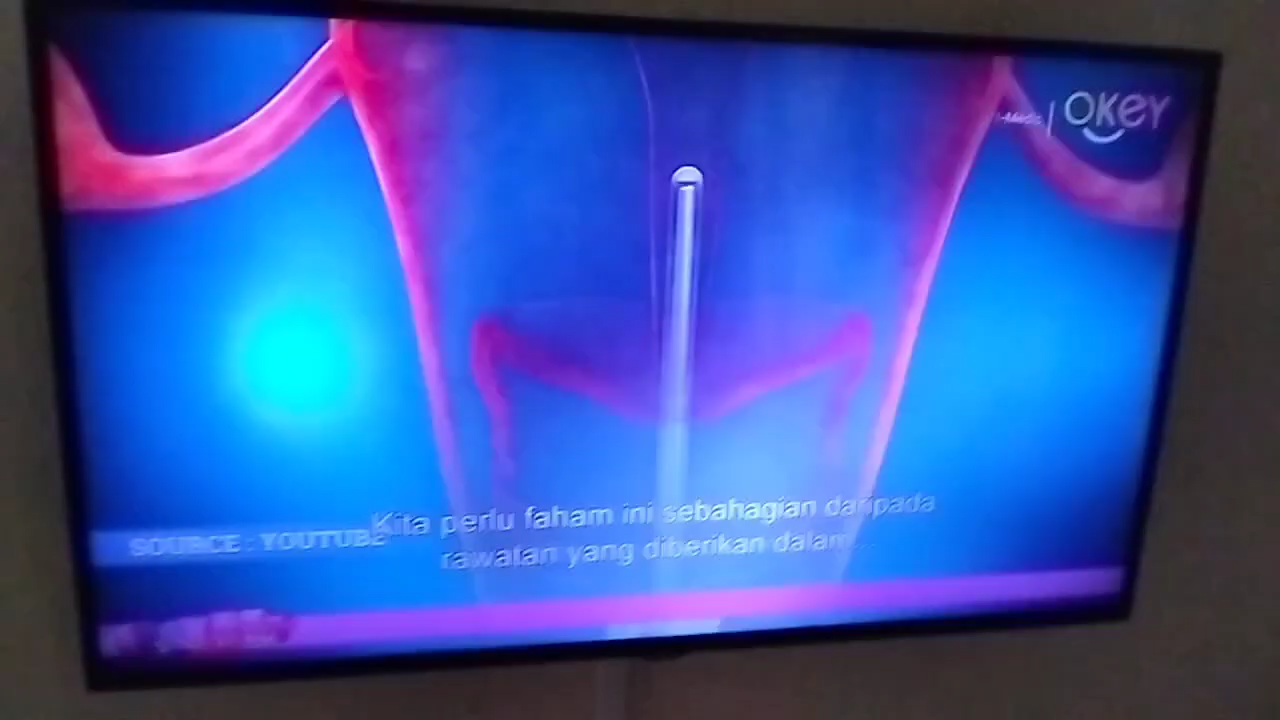 OKEY
Kita perlu faham ini sebahagian daripada
SOURCE : YOUTUBE
rawatan yang diberikan dalam...